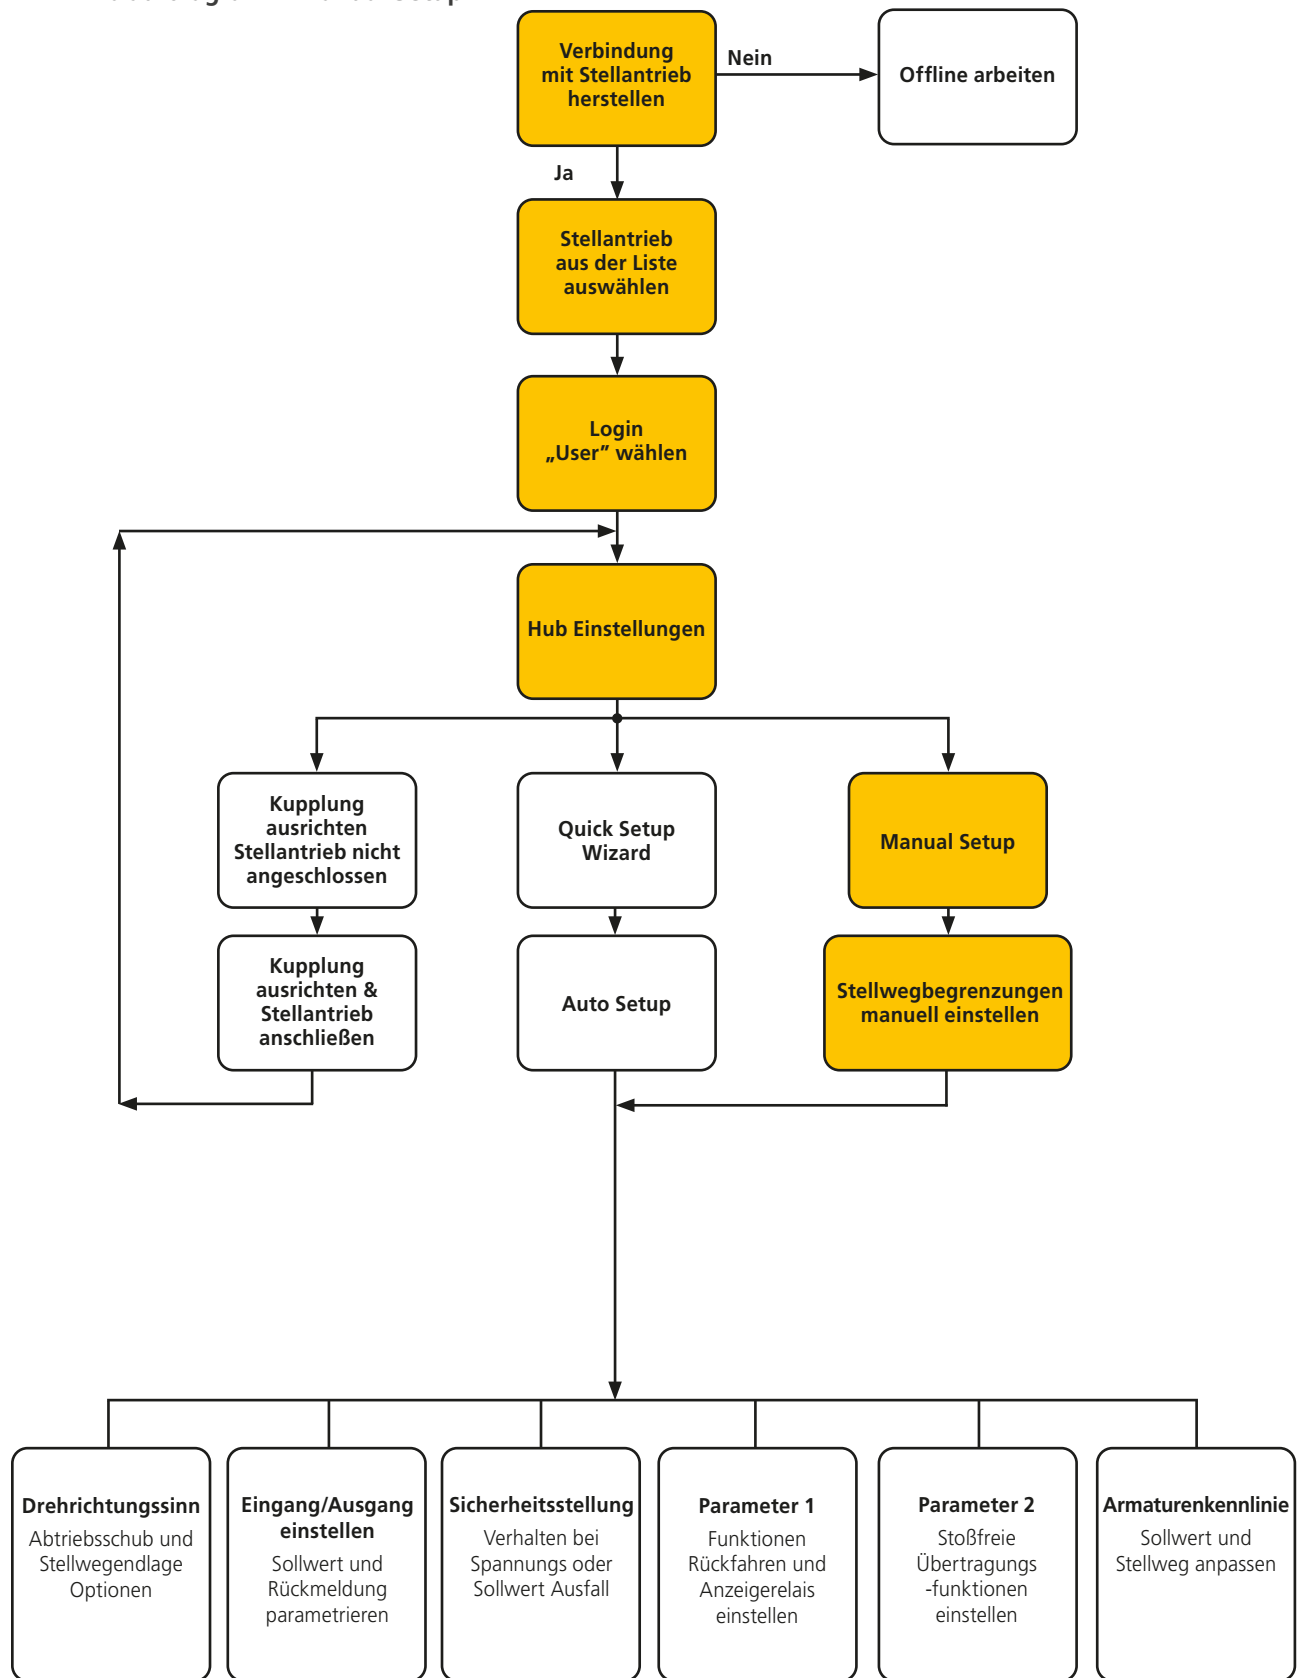 Setup
Verbindung
mit Stellantrieb
herstellen
Nein
Offline arbeiten
Ja
Stellantrieb
aus der Liste
auswählen
Login
„User” wählen
Hub Einstellungen
Kupplung
ausrichten
Stellantrieb nicht
angeschlossen
Quick Setup
Wizard
Manual Setup
Kupplung
ausrichten &
Stellantrieb
anschließen
Auto Setup
Stellwegbegrenzungen
manuell einstellen
Drehrichtungssinn
Abtriebsschub und
Stellwegendlage
Optionen
Eingang/Ausgang
einstellen
Sollwert und
Rückmeldung
parametrieren
Sicherheitsstellung
Verhalten bei
Spannungs oder
Sollwert Ausfall
Parameter 1
Funktionen
Rückfahren und
Anzeigerelais
einstellen
Parameter 2
Stoßfreie
Übertragungs
-funktionen
einstellen
Armaturenkennlinie
Sollwert und
Stellweg anpassen